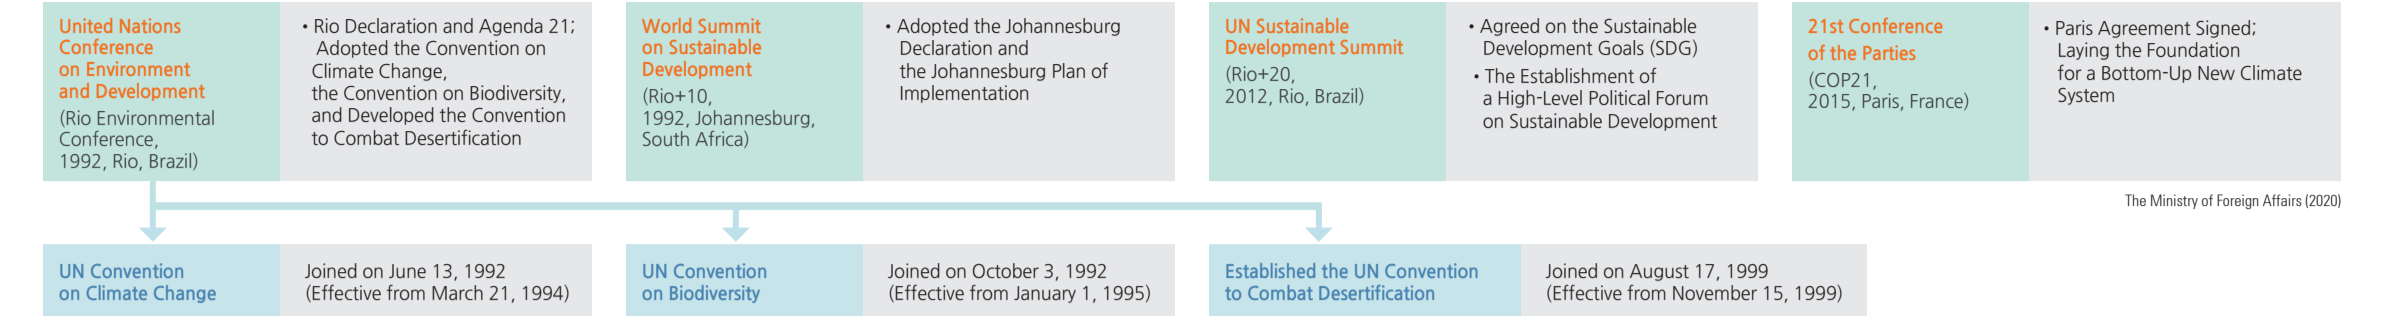 United Nations
Conference
on Environment
and Development
(Rio Environmental
Conference,
1992, Rio, Brazil)
• Rio Declaration and Agenda 21;
Adopted the Convention on
Climate Change,
the Convention on Biodiversity,
and Developed the Convention
to Combat Desertification
World Summit
on Sustainable
Development
(Rio+10,
1992, Johannesburg,
South Africa)
• Adopted the Johannesburg
Declaration and
the Johannesburg Plan of
Implementation
UN Sustainable
Development Summit
(Rio+20,
2012, Rio, Brazil)
• Agreed on the Sustainable
Development Goals (SDG)
• The Establishment of
a High-Level Political Forum
on Sustainable Development
21st Conference
of the Parties
(COP21,
2015, Paris, France)
• Paris Agreement Signed;
Laying the Foundation
for a Bottom-Up New Climate
System
The Ministry of Foreign Affairs (2020)
UN Convention
on Climate Change
Joined on June 13, 1992
(Effective from March 21, 1994)
UN Convention
on Biodiversity
Joined on October 3, 1992
(Effective from January 1, 1995)
Established the UN Convention
to Combat Desertification
Joined on August 17, 1999
(Effective from November 15, 1999)